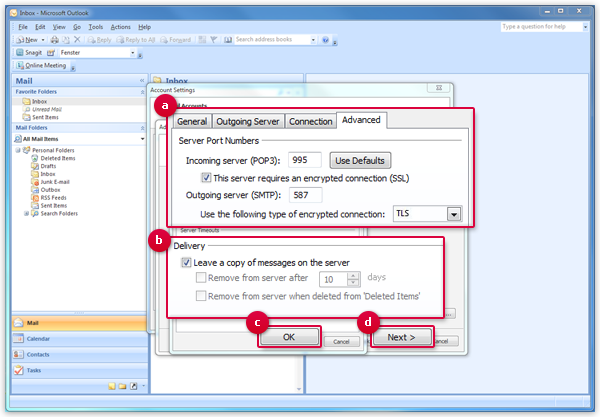 Inbox - Microsoft Outlook
File Edit View Go Tools Actions Help
Type a question for help
New Reply Reply to All Forward Search address books
Snagit Fenster
Online Meeting
Mail
Favorite Folders
Inbox
Unread Mail
Sent Items
Mail Folders
All Mail Items
Personal Folders
Deleted Items
Drafts
Inbox
Junk E-mail
Outbox
RSS Feeds
Sent Items
Search Folders
Mail
Calendar
Contacts
Tasks
Inbox
Account Settings
a
General Outgoing Server Connection Advanced
Server Port Numbers
Incoming server (POP3): 995 Use Defaults
This server requires an encrypted connection (SSL)
Outgoing server (SMTP): 587
Use the following type of encrypted connection: TLS
Server Timeouts
b
Delivery
Leave a copy of messages on the server
Remove from server after 10 days
Remove from server when deleted from 'Deleted Items'
c d
OK Cancel Next >